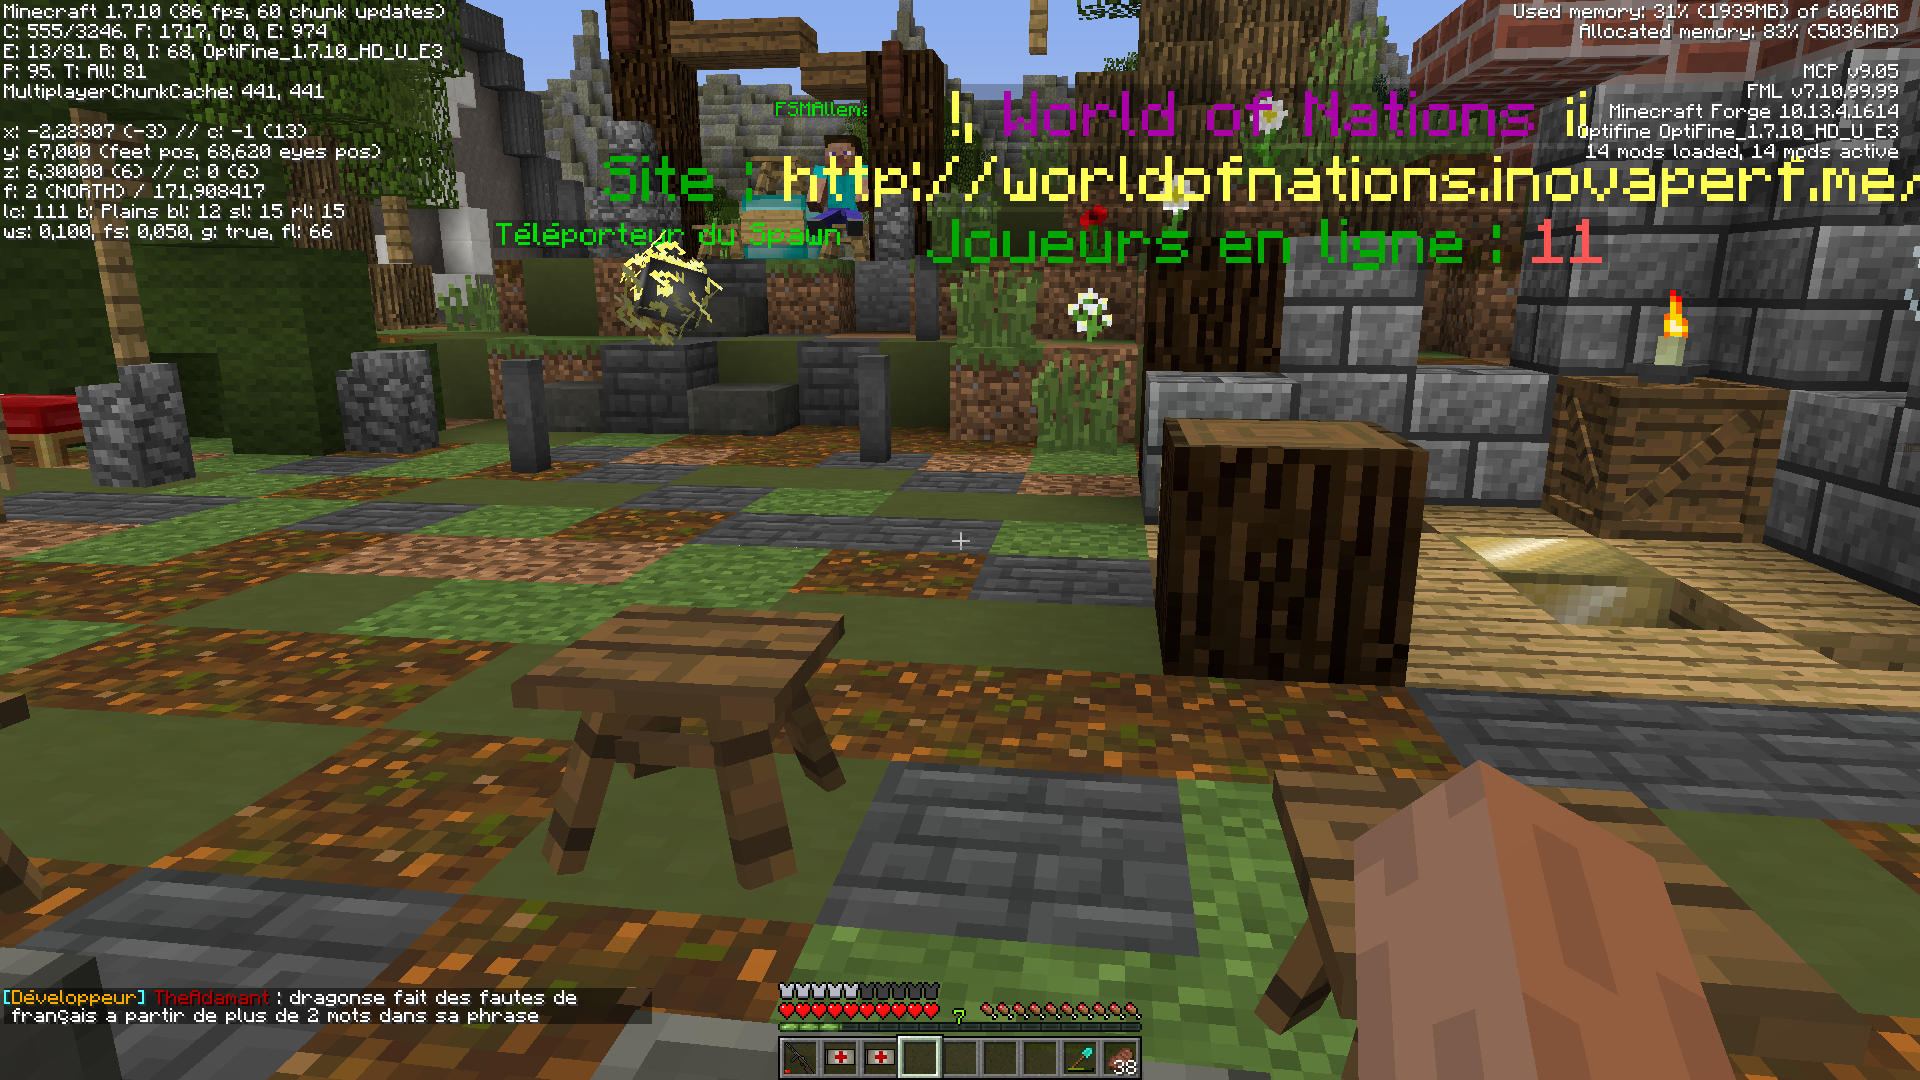 Minecraft 1.7.10 (86 fps, 60 chunk updates)
C: 555/3246. F: 1717, O: 0, E: 974
E: 13/81. B: 0, I: 68, OptiFine_1.7.10_HD_U_E3
P: 95. T: All: 81
MultiplayerChunkCache: 441, 441
x: -2,28307 (-3) // c: -1 (13)
y: 67,000 (feet pos, 68,620 eyes pos)
z: 6,30000 (6) // c: 0 (6)
f: 2 (NORTH) / 171,908417
lc: 111 b: Plains bl: 12 sl: 15 rl: 15
ws: 0,100, fs: 0,050, g: true, fl: 66
Used memory: 31% (1939MB) of 6060MB
Allocated memory: 83% (5036MB)
MCP v9.05
FML v7.10.99.99
Minecraft Forge 10.13.4.1614
Optifine OptiFine_1.7.10_HD_U_E3
14 mods loaded, 14 mods active
FSMAllema
World of Nations
Site : http://worldofnations.inovaperf.me/
Téléporteur du Spawn
Joueurs en ligne : 11
[Développeur] TheAdamant : dragonse fait des fautes de
français a partir de plus de 2 mots dans sa phrase
7
38